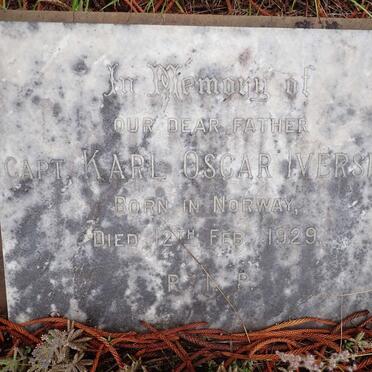 In Memory of
OUR DEAR FATHER
CAPT. KARL OSCAR IVERS
BORN IN NORWAY,
DIED 12TH FEB. 1929.
R. I. P.